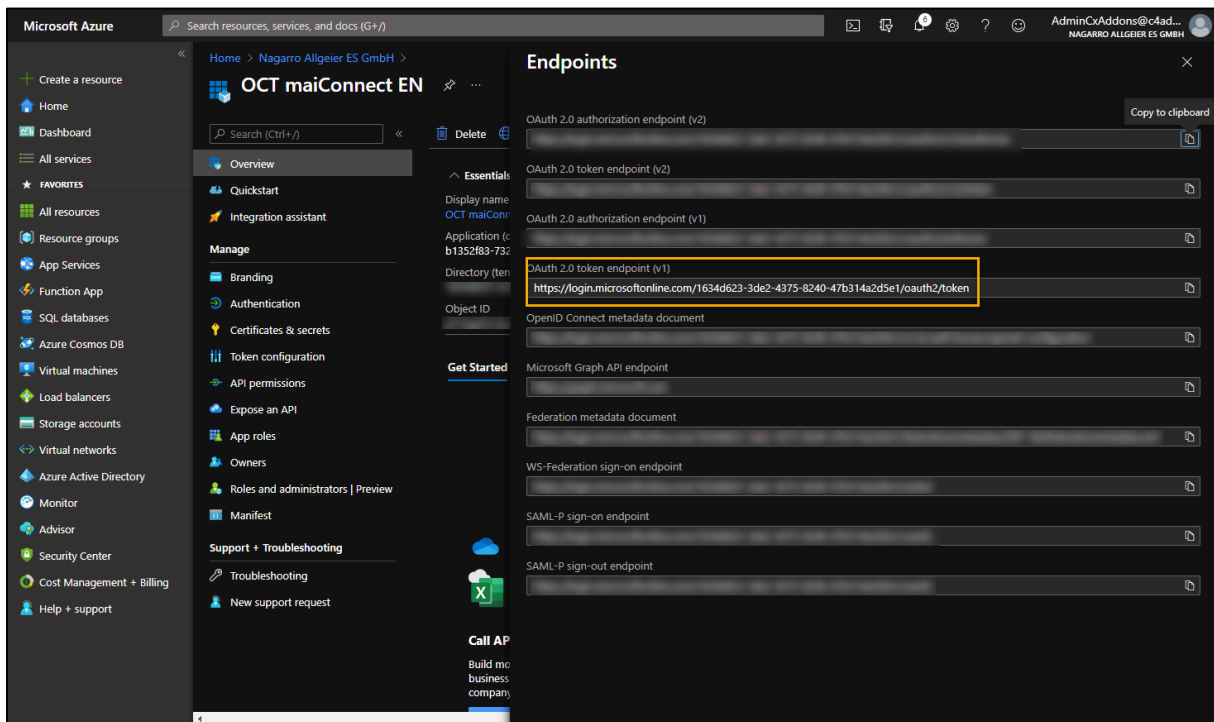 Microsoft Azure
Search resources, services, and docs (G+/)
6
AdminCxAddons@c4ad...
NAGARRO ALLGEIER ES GMBH
Create a resource
Home
Dashboard
All services
FAVORITES
All resources
Resource groups
App Services
Function App
SQL databases
Azure Cosmos DB
Virtual machines
Load balancers
Storage accounts
Virtual networks
Azure Active Directory
Monitor
Advisor
Security Center
Cost Management + Billing
Help + support
Home > Nagarro Allgeier ES GmbH >
OCT maiConnect EN
Search (Ctrl+/)
Overview
Quickstart
Integration assistant
Manage
Branding
Authentication
Certificates & secrets
Token configuration
API permissions
Expose an API
App roles
Owners
Roles and administrators | Preview
Manifest
Support + Troubleshooting
Troubleshooting
New support request
Delete
Essentials
Display name
OCT maiConn
Application (c
b1352f83-732
Directory (ten
Object ID
Get Started
Call AP
Build mo
business
company
Endpoints
Copy to clipboard
OAuth 2.0 authorization endpoint (v2)
OAuth 2.0 token endpoint (v2)
OAuth 2.0 authorization endpoint (v1)
OAuth 2.0 token endpoint (v1)
https://login.microsoftonline.com/1634d623-3de2-4375-8240-47b314a2d5e1/oauth2/token
OpenID Connect metadata document
Microsoft Graph API endpoint
Federation metadata document
WS-Federation sign-on endpoint
SAML-P sign-on endpoint
SAML-P sign-out endpoint